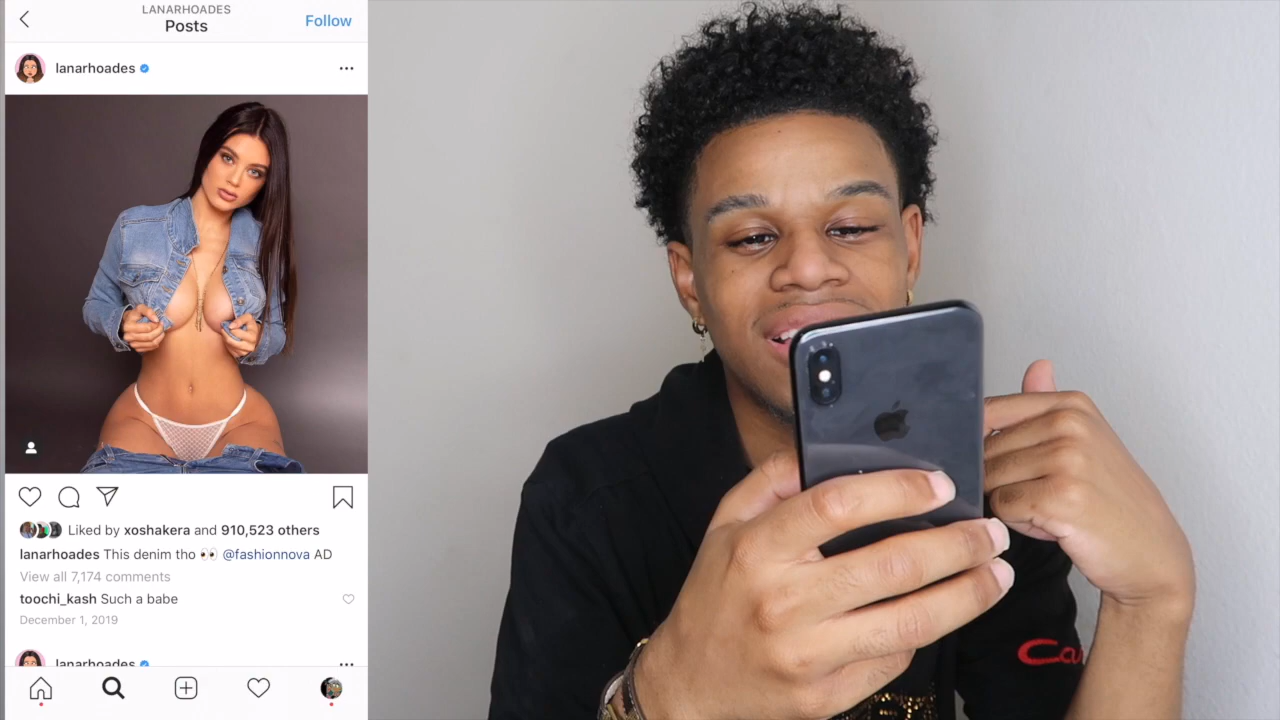 LANARHOADES
Posts
Follow
lanarhoades
Liked by xoshakera and 910,523 others
lanarhoades This denim tho 👀 @fashionnova AD
View all 7,174 comments
toochi_kash Such a babe
December 1, 2019
lanarhoades